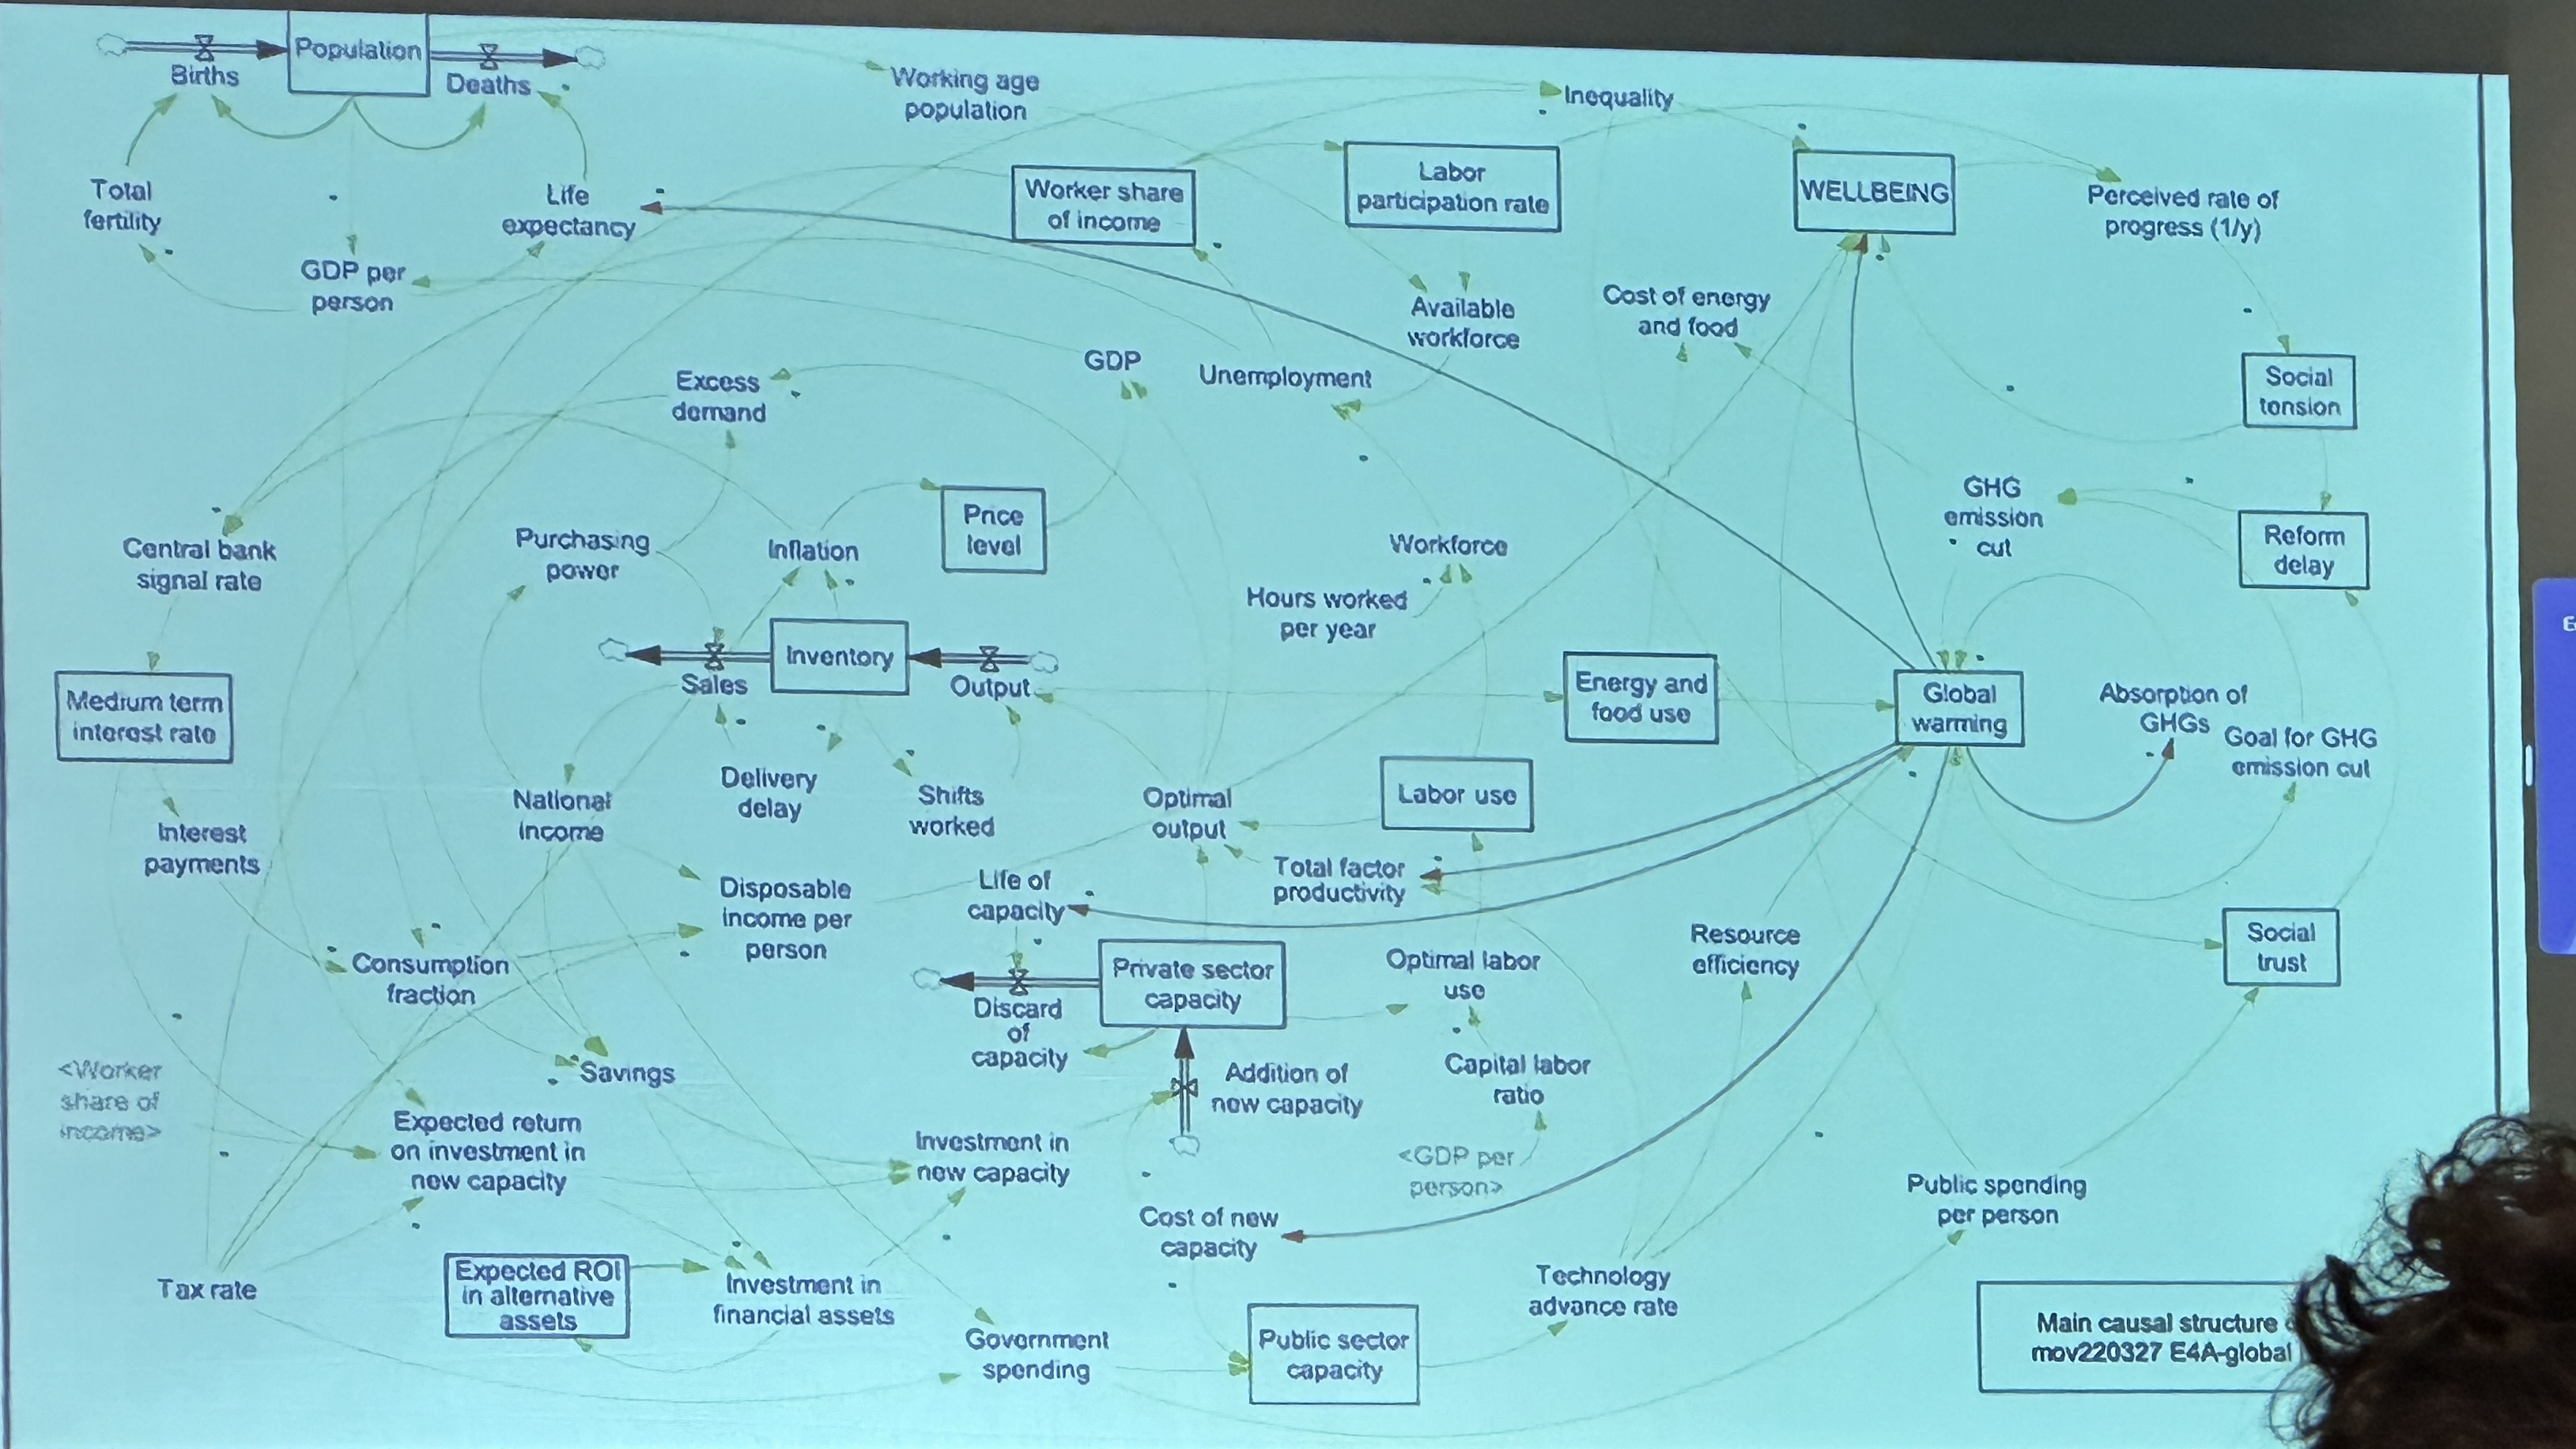 Population
Births
Deaths
Working age
population
Inequality
Total
fertility
Life
expectancy
Worker share
of income
Labor
participation rate
WELLBEING
Perceived rate of
progress (1/y)
GDP per
person
Available
workforce
Cost of energy
and food
Excess
demand
GDP
Unemployment
Social
tension
Central bank
signal rate
Purchasing
power
Inflation
Price
level
Workforce
GHG
emission
cut
Reform
delay
Hours worked
per year
Medium term
interest rate
Sales
Inventory
Output
Energy and
food use
Global
warming
Absorption of
GHGs
Goal for GHG
emission cut
Interest
payments
National
income
Delivery
delay
Shifts
worked
Optimal
output
Labor use
Total factor
productivity
Consumption
fraction
Disposable
income per
person
Life of
capacity
Private sector
capacity
Discard
of
capacity
Optimal labor
use
Resource
efficiency
Social
trust
<Worker
share of
income>
Savings
Addition of
new capacity
Capital labor
ratio
Expected return
on investment in
new capacity
Investment in
new capacity
<GDP per
person>
Public spending
per person
Cost of new
capacity
Tax rate
Expected ROI
in alternative
assets
Investment in
financial assets
Government
spending
Public sector
capacity
Technology
advance rate
Main causal structure
mov220327 E4A-global